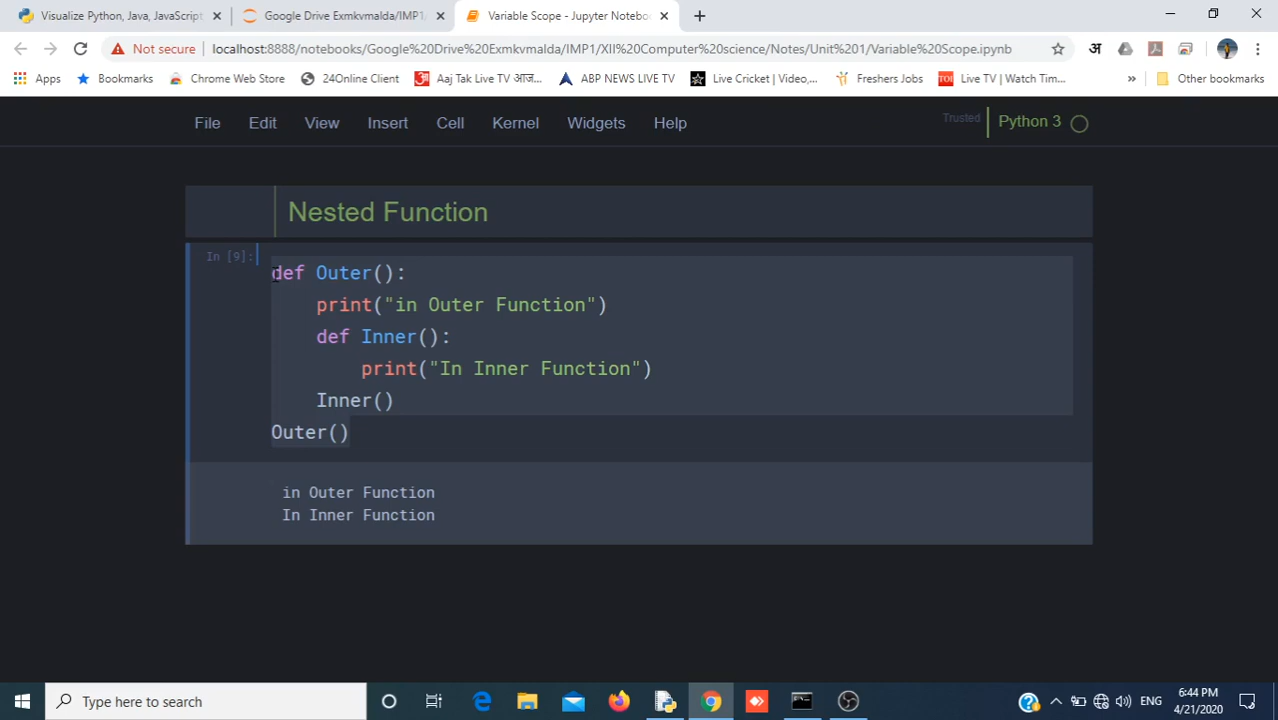 Visualize Python, Java, JavaScript
Google Drive Exmkvmalda/IMP1/
Variable Scope - Jupyter Notebo
Not secure
localhost:8888/notebooks/Google%20Drive%20Exmkvmalda/IMP1/XII%20Computer%20science/Notes/Unit%201/Variable%20Scope.ipynb
अ
Apps
Bookmarks
Chrome Web Store
24Online Client
Aaj Tak Live TV आज...
ABP NEWS LIVE TV
Live Cricket | Video,...
Freshers Jobs
TOI
Live TV | Watch Tim...
»
Other bookmarks
File
Edit
View
Insert
Cell
Kernel
Widgets
Help
Trusted
Python 3
Nested Function
In [9]:
def Outer():
print("in Outer Function")
def Inner():
print("In Inner Function")
Inner()
Outer()
in Outer Function
In Inner Function
Type here to search
ENG
6:44 PM
4/21/2020